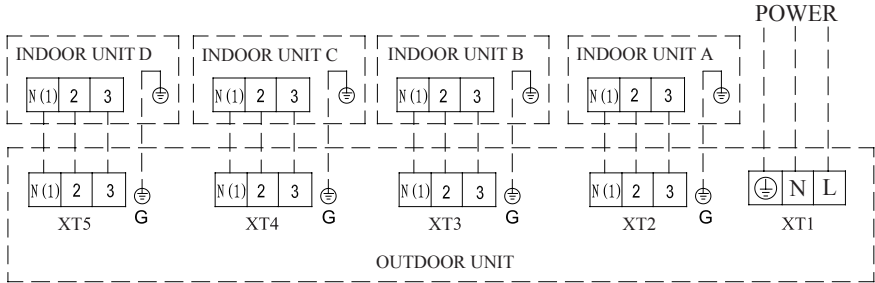 POWER
INDOOR UNIT D
INDOOR UNIT C
INDOOR UNIT B
INDOOR UNIT A
N (1) 2 3
N (1) 2 3
N (1) 2 3
N (1) 2 3
N (1) 2 3
G
N (1) 2 3
G
N (1) 2 3
G
N (1) 2 3
G
N L
XT5
XT4
XT3
XT2
XT1
OUTDOOR UNIT